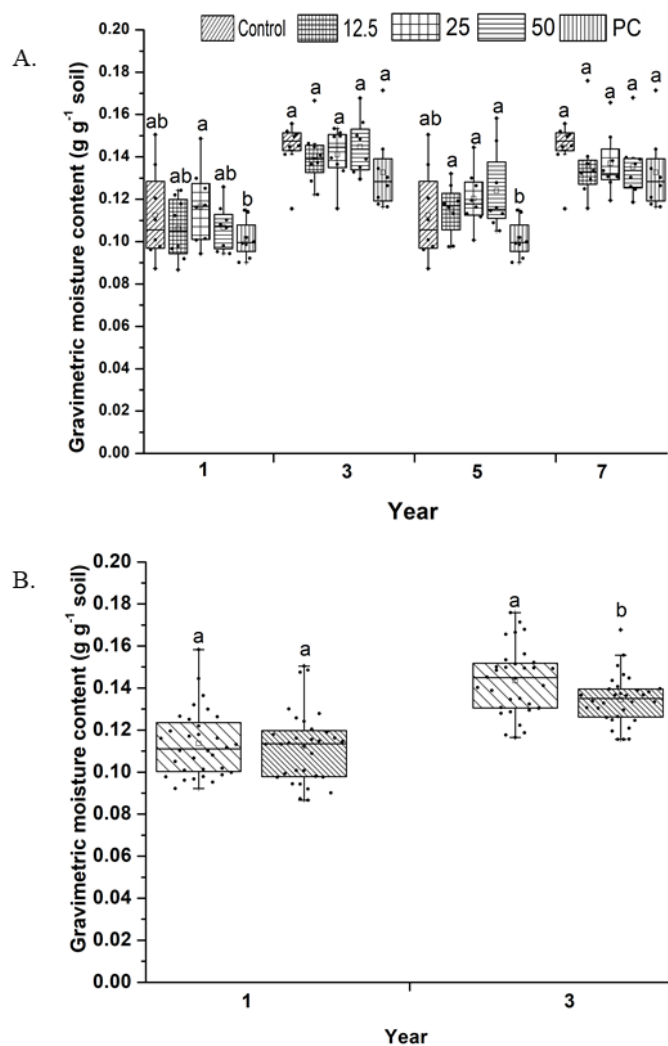 A.
Control 12.5 25 50 PC
Gravimetric moisture content (g g⁻¹ soil)
0.20
0.18
0.16
0.14
0.12
0.10
0.08
0.06
0.04
0.02
0.00
ab ab a ab b
a a a a a
ab a a a b
a a a a a
1 3 5 7
Year
B.
Gravimetric moisture content (g g⁻¹ soil)
0.20
0.18
0.16
0.14
0.12
0.10
0.08
0.06
0.04
0.02
0.00
a a a b
1 3
Year